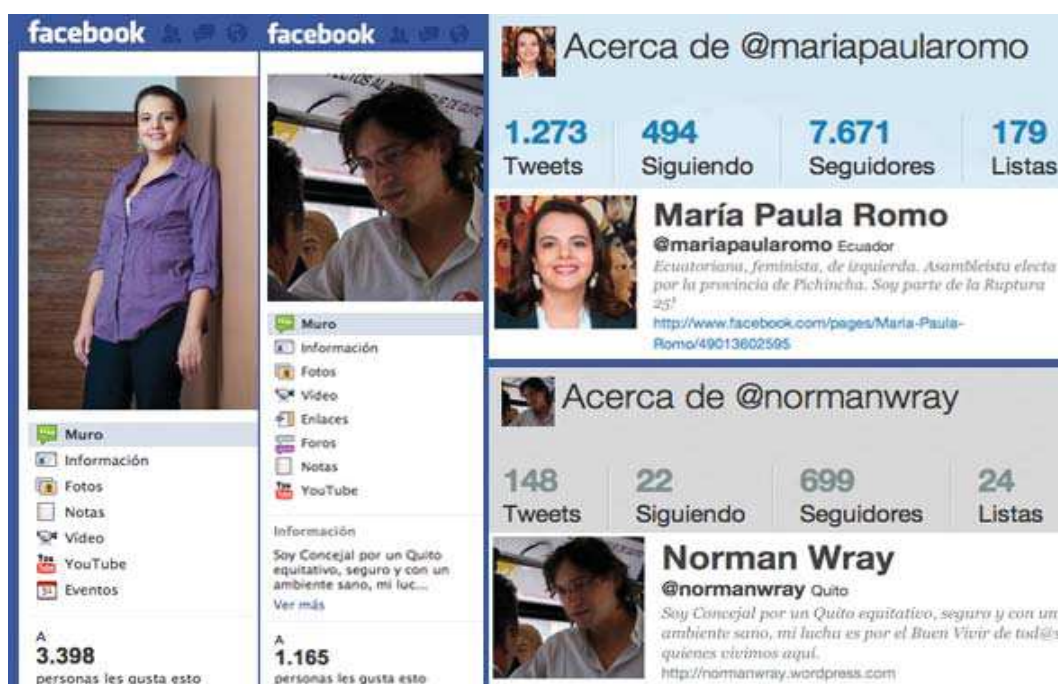 facebook
Muro
Información
Fotos
Notas
Vídeo
YouTube
Eventos
A
3.398
personas les gusta esto
facebook
Muro
Información
Fotos
Vídeo
Enlaces
Foros
Notas
YouTube
Información
Soy Concejal por un Quito
equitativo, seguro y con un
ambiente sano, mi luc...
Ver más
A
1.165
personas les gusta esto
Acerca de @mariapaularomo
1.273 494 7.671 179
Tweets Siguiendo Seguidores Listas
María Paula Romo
@mariapaularomo Ecuador
Ecuatoriana, feminista, de izquierda. Asambleista electa
por la provincia de Pichincha. Soy parte de la Ruptura
25!
http://www.facebook.com/pages/Maria-Paula-
Romo/49013602595
Acerca de @normanwray
148 22 699 24
Tweets Siguiendo Seguidores Listas
Norman Wray
@normanwray Quito
Soy Concejal por un Quito equitativo, seguro y con un
ambiente sano, mi lucha es por el Buen Vivir de tod@s
quienes vivimos aquí.
http://normanwray.wordpress.com